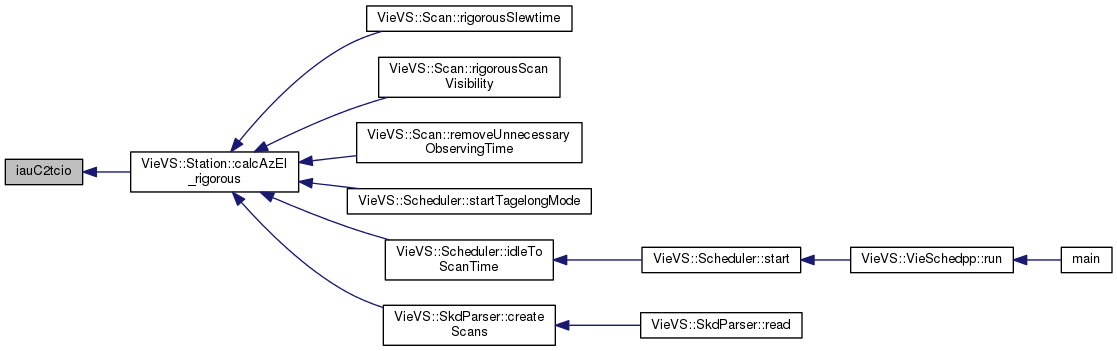 VieVS::Scan::rigorousSlewtime
VieVS::Scan::rigorousScan
Visibility
VieVS::Scan::removeUnnecessary
ObservingTime
iauC2tcio
VieVS::Station::calcAzEl
_rigorous
VieVS::Scheduler::startTagelongMode
VieVS::Scheduler::idleTo
ScanTime
VieVS::Scheduler::start
VieVS::VieSchedpp::run
main
VieVS::SkdParser::create
Scans
VieVS::SkdParser::read